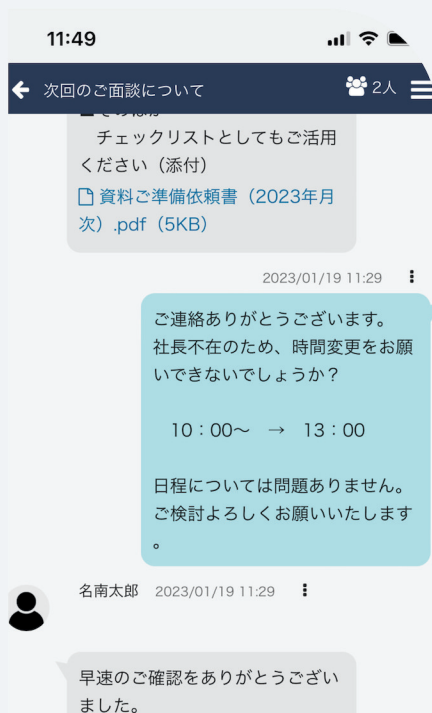 11:49
次回のご面談について
2人
チェックリストとしてもご活用
ください（添付）
資料ご準備依頼書（2023年月
次）.pdf（5KB）
2023/01/19 11:29
ご連絡ありがとうございます。
社長不在のため、時間変更をお願
いできないでしょうか？
10：00〜　→　13：00
日程については問題ありません。
ご検討よろしくお願いいたします
。
名南太郎　2023/01/19 11:29
早速のご確認をありがとうござい
ました。